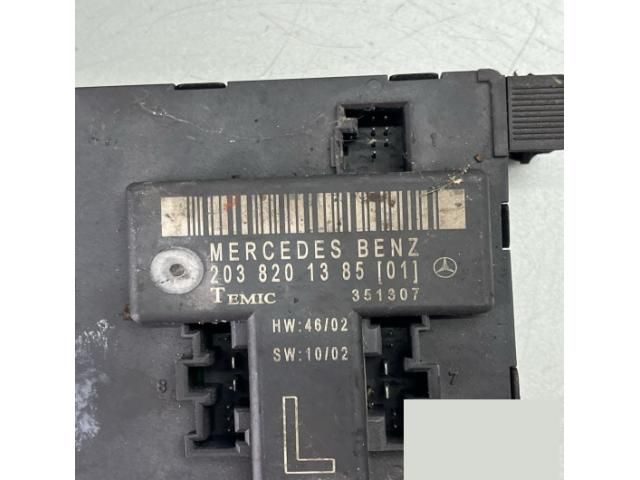 MERCEDES BENZ
203 820 13 85 [01]
TEMIC 351307
HW:46/02
SW:10/02
8 7
L